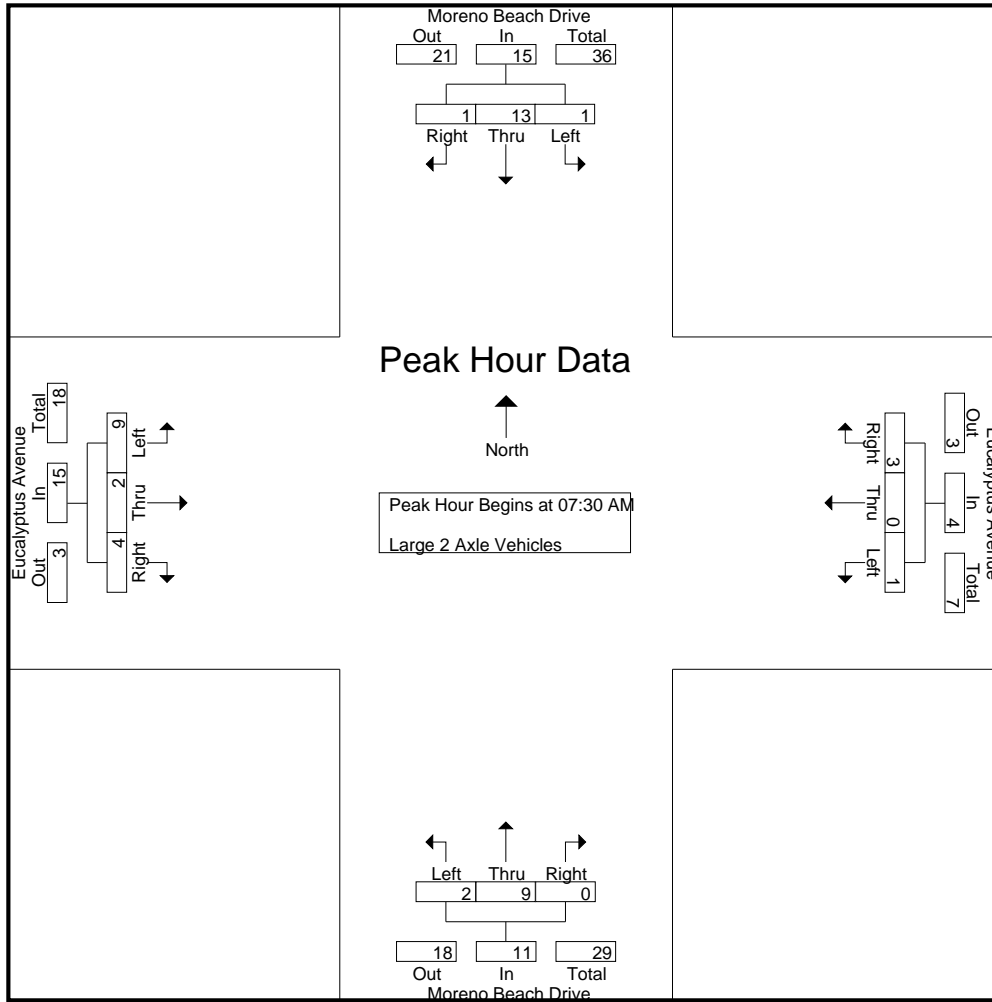 Moreno Beach Drive
Out In Total
21 15 36
1 13 1
Right Thru Left
Peak Hour Data
North
Peak Hour Begins at 07:30 AM
Large 2 Axle Vehicles
Eucalyptus Avenue
Total In Out
18 15 3
9 2 4
Left Thru Right
Right Thru Left
3 0 1
Out In Total
3 4 7
Eucalyptus Avenue
Left Thru Right
2 9 0
18 11 29
Out In Total
Moreno Beach Drive